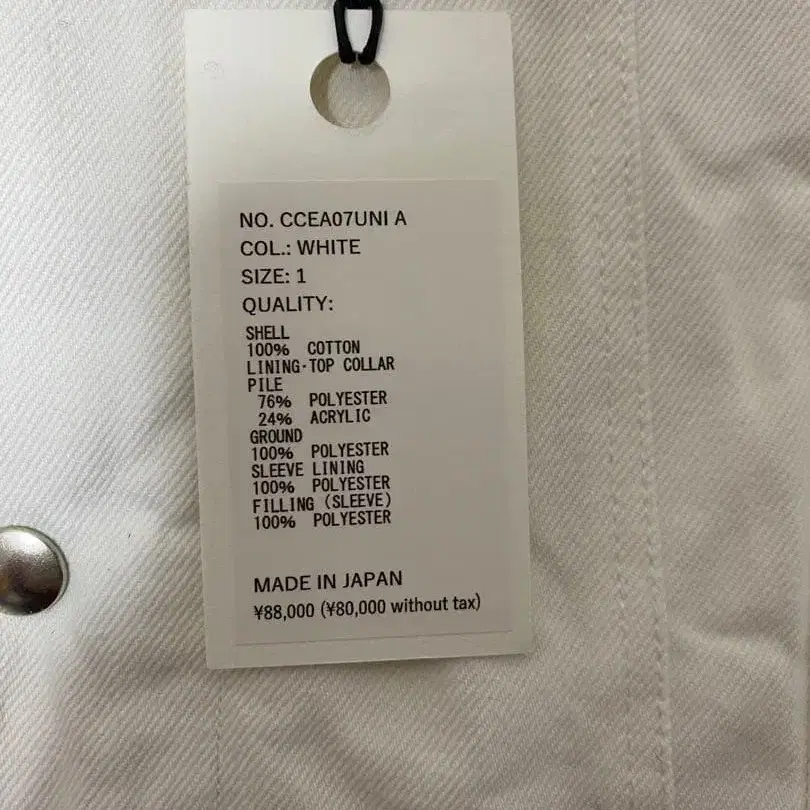 NO. CCEA07UNI A
COL.: WHITE
SIZE: 1
QUALITY:
SHELL
100% COTTON
LINING·TOP COLLAR
PILE
76% POLYESTER
24% ACRYLIC
GROUND
100% POLYESTER
SLEEVE LINING
100% POLYESTER
FILLING (SLEEVE)
100% POLYESTER
MADE IN JAPAN
¥88,000 (¥80,000 without tax)